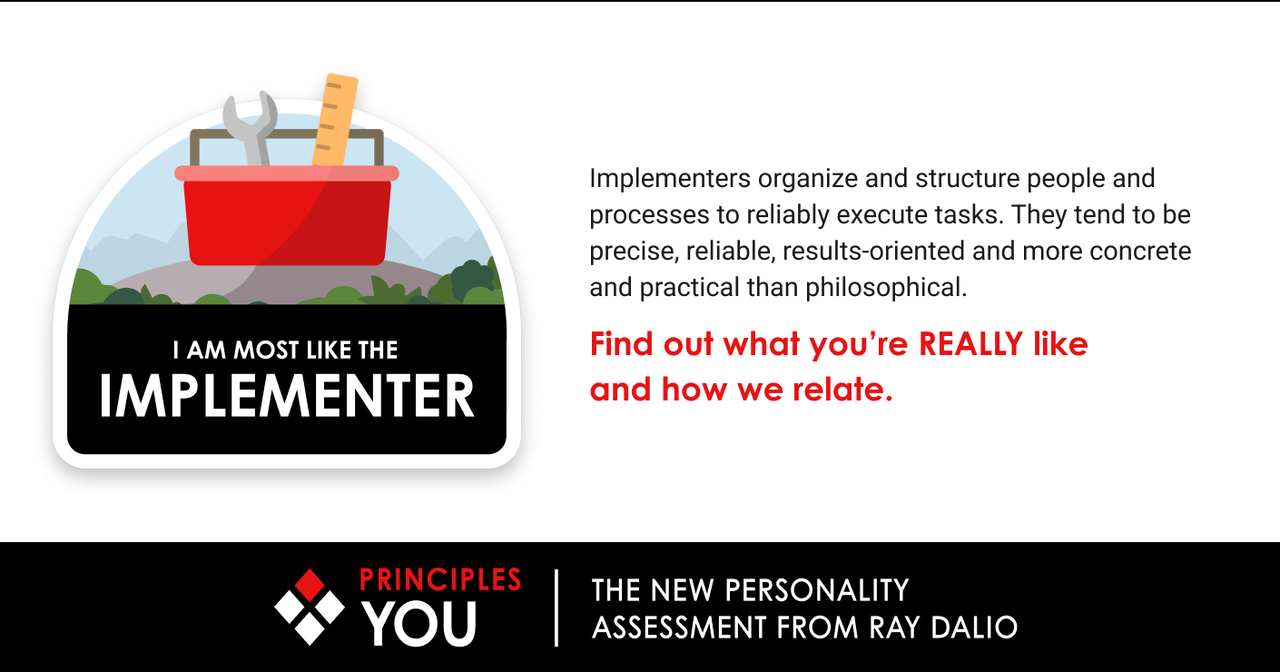 I AM MOST LIKE THE
IMPLEMENTER
Implementers organize and structure people and
processes to reliably execute tasks. They tend to be
precise, reliable, results-oriented and more concrete
and practical than philosophical.
Find out what you’re REALLY like
and how we relate.
PRINCIPLES
YOU
THE NEW PERSONALITY
ASSESSMENT FROM RAY DALIO